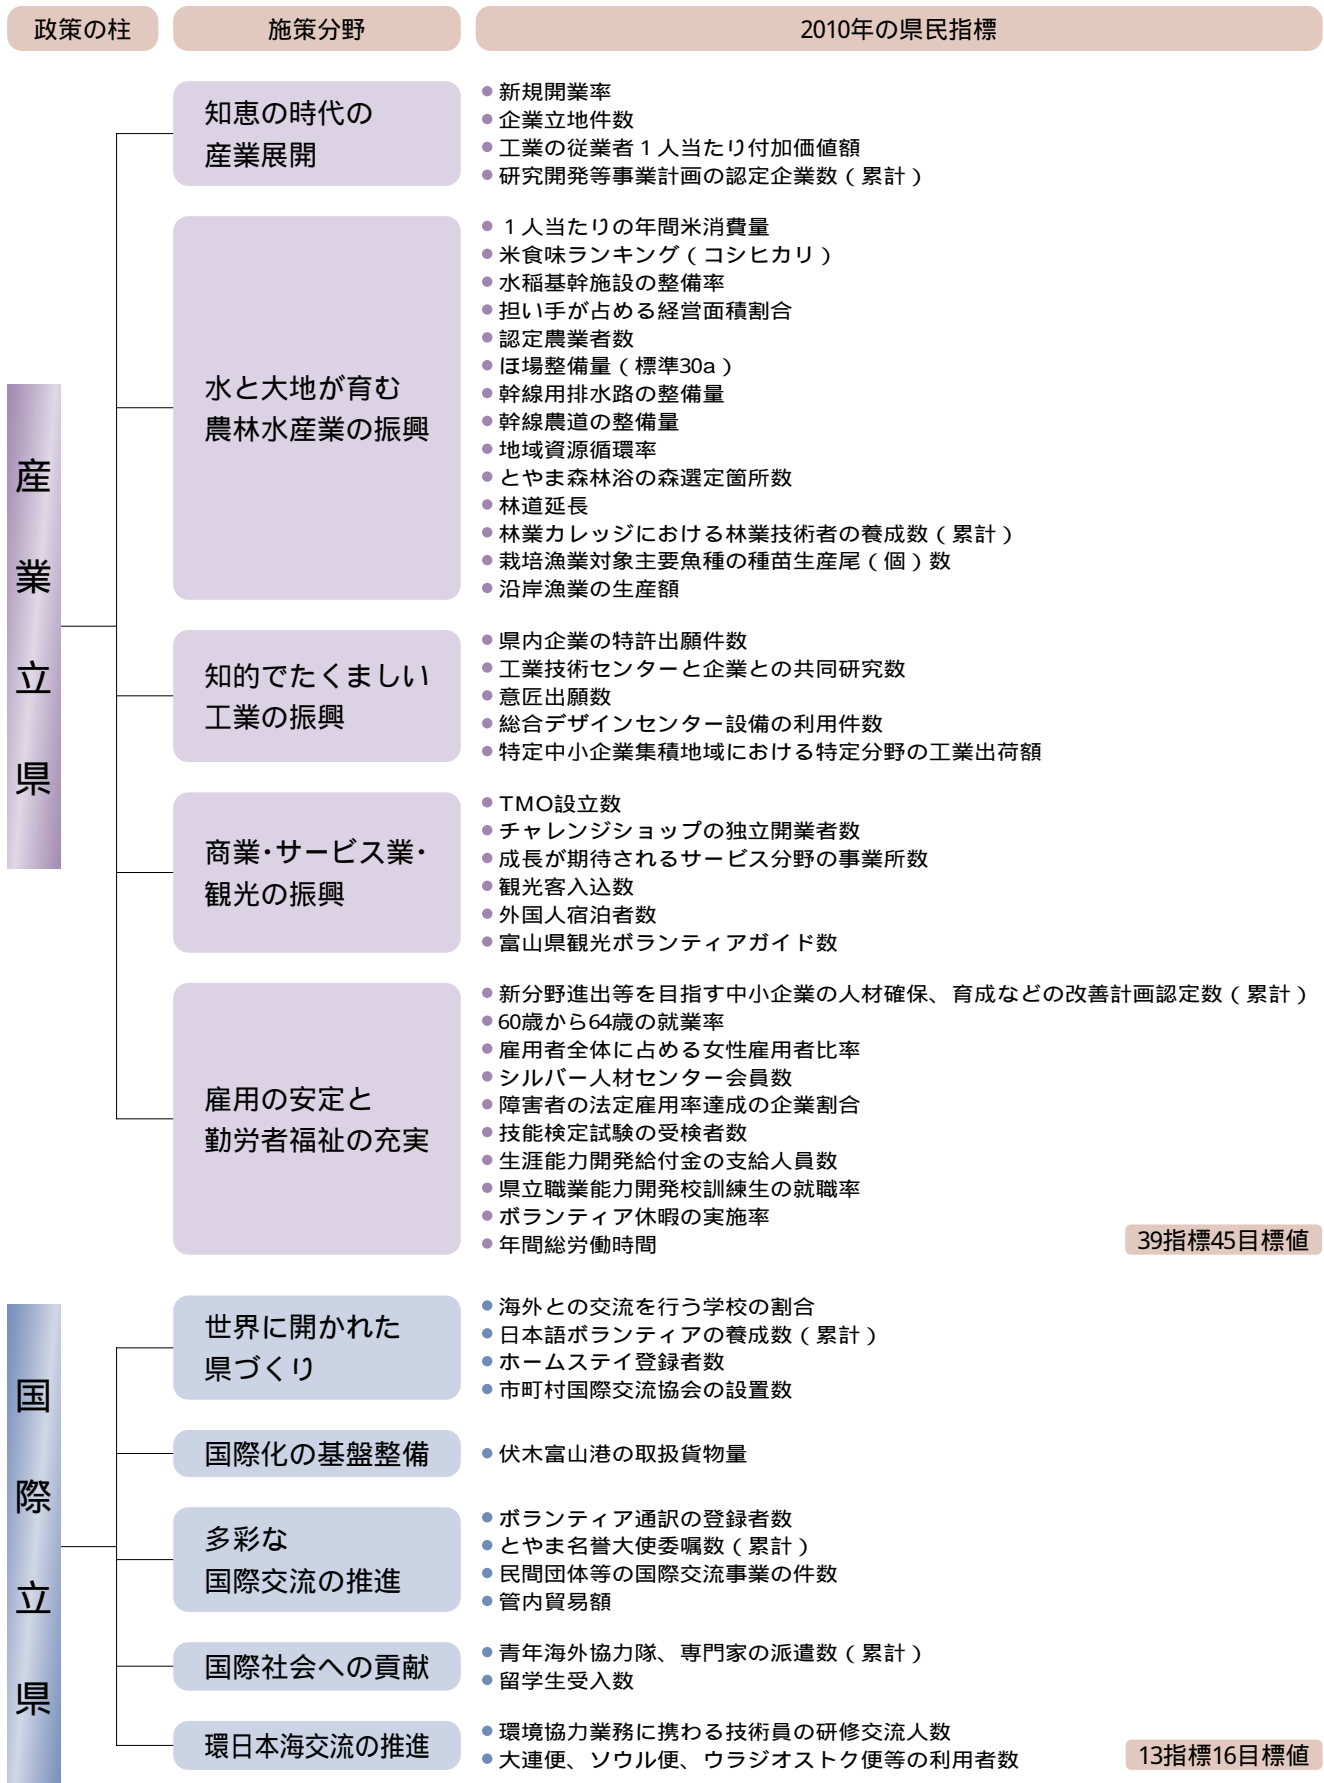 政策の柱
施策分野
2010年の県民指標
産業立県
知恵の時代の
産業展開
●新規開業率
●企業立地件数
●工業の従業者1人当たり付加価値額
●研究開発等事業計画の認定企業数(累計)
水と大地が育む
農林水産業の振興
●1人当たりの年間米消費量
●米食味ランキング(コシヒカリ)
●水稲基幹施設の整備率
●担い手が占める経営面積割合
●認定農業者数
●ほ場整備量(標準30a)
●幹線用排水路の整備量
●幹線農道の整備量
●地域資源循環率
●とやま森林浴の森選定箇所数
●林道延長
●林業カレッジにおける林業技術者の養成数(累計)
●栽培漁業対象主要魚種の種苗生産尾(個)数
●沿岸漁業の生産額
知的でたくましい
工業の振興
●県内企業の特許出願件数
●工業技術センターと企業との共同研究数
●意匠出願数
●総合デザインセンター設備の利用件数
●特定中小企業集積地域における特定分野の工業出荷額
商業・サービス業・
観光の振興
●TMO設立数
●チャレンジショップの独立開業者数
●成長が期待されるサービス分野の事業所数
●観光客入込数
●外国人宿泊者数
●富山県観光ボランティアガイド数
雇用の安定と
勤労者福祉の充実
●新分野進出等を目指す中小企業の人材確保、育成などの改善計画認定数(累計)
●60歳から64歳の就業率
●雇用者全体に占める女性雇用者比率
●シルバー人材センター会員数
●障害者の法定雇用率達成の企業割合
●技能検定試験の受検者数
●生涯能力開発給付金の支給人員数
●県立職業能力開発校訓練生の就職率
●ボランティア休暇の実施率
●年間総労働時間
39指標45目標値
国際立県
世界に開かれた
県づくり
●海外との交流を行う学校の割合
●日本語ボランティアの養成数(累計)
●ホームステイ登録者数
●市町村国際交流協会の設置数
国際化の基盤整備
●伏木富山港の取扱貨物量
多彩な
国際交流の推進
●ボランティア通訳の登録者数
●とやま名誉大使委嘱数(累計)
●民間団体等の国際交流事業の件数
●管内貿易額
国際社会への貢献
●青年海外協力隊、専門家の派遣数(累計)
●留学生受入数
環日本海交流の推進
●環境協力業務に携わる技術員の研修交流人数
●大連便、ソウル便、ウラジオストク便等の利用者数
13指標16目標値